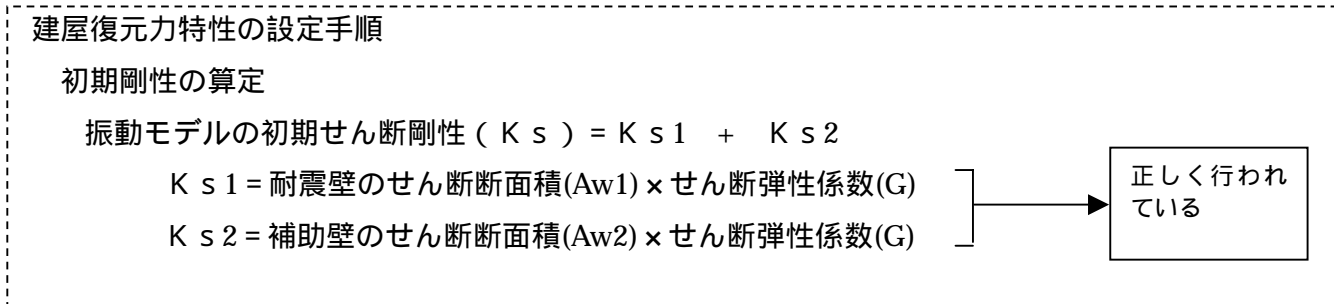 建屋復元力特性の設定手順
初期剛性の算定
振動モデルの初期せん断剛性(Ks)=Ks1 + Ks2
Ks1=耐震壁のせん断断面積(Aw1)×せん断弾性係数(G)
Ks2=補助壁のせん断断面積(Aw2)×せん断弾性係数(G)
正しく行われ
ている